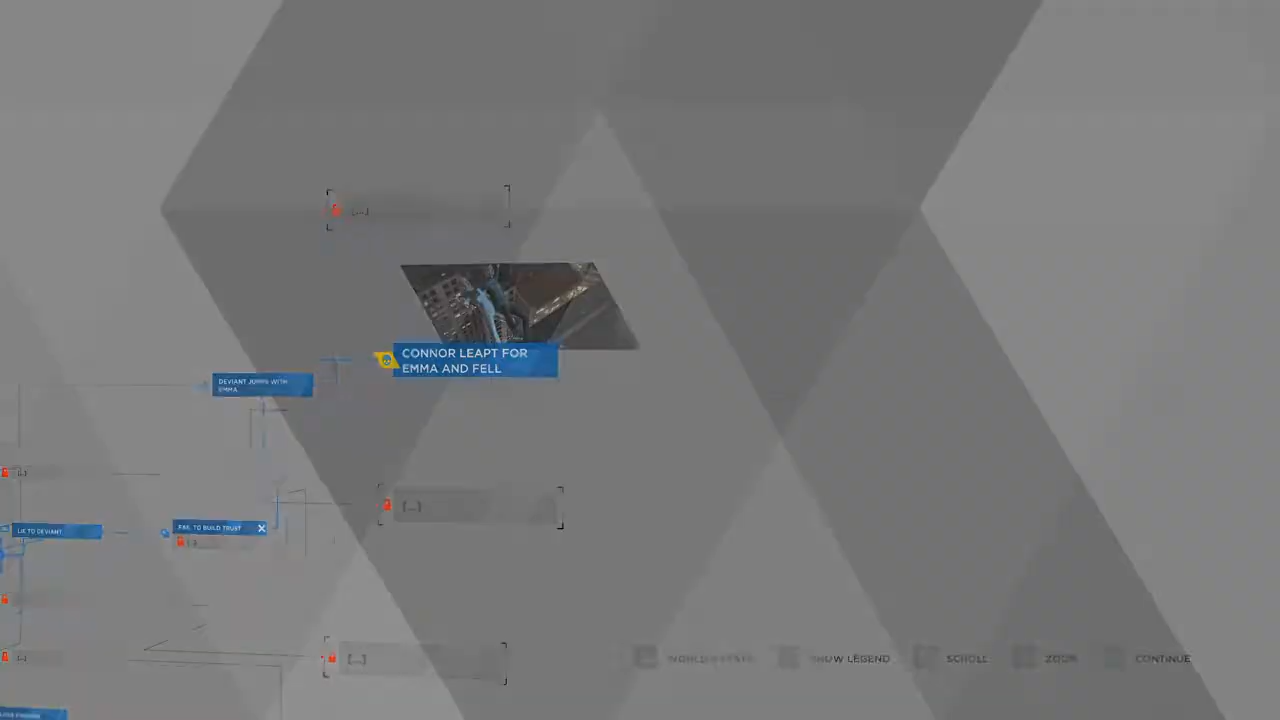 [...]
CONNOR LEAPT FOR
EMMA AND FELL
DEVIANT JUMPS WITH
EMMA
[...]
[...]
LIE TO DEVIANT
FAIL TO BUILD TRUST
[...]
[...]
[...]
SHOW LEGEND
SCROLL
ZOOM
CONTINUE